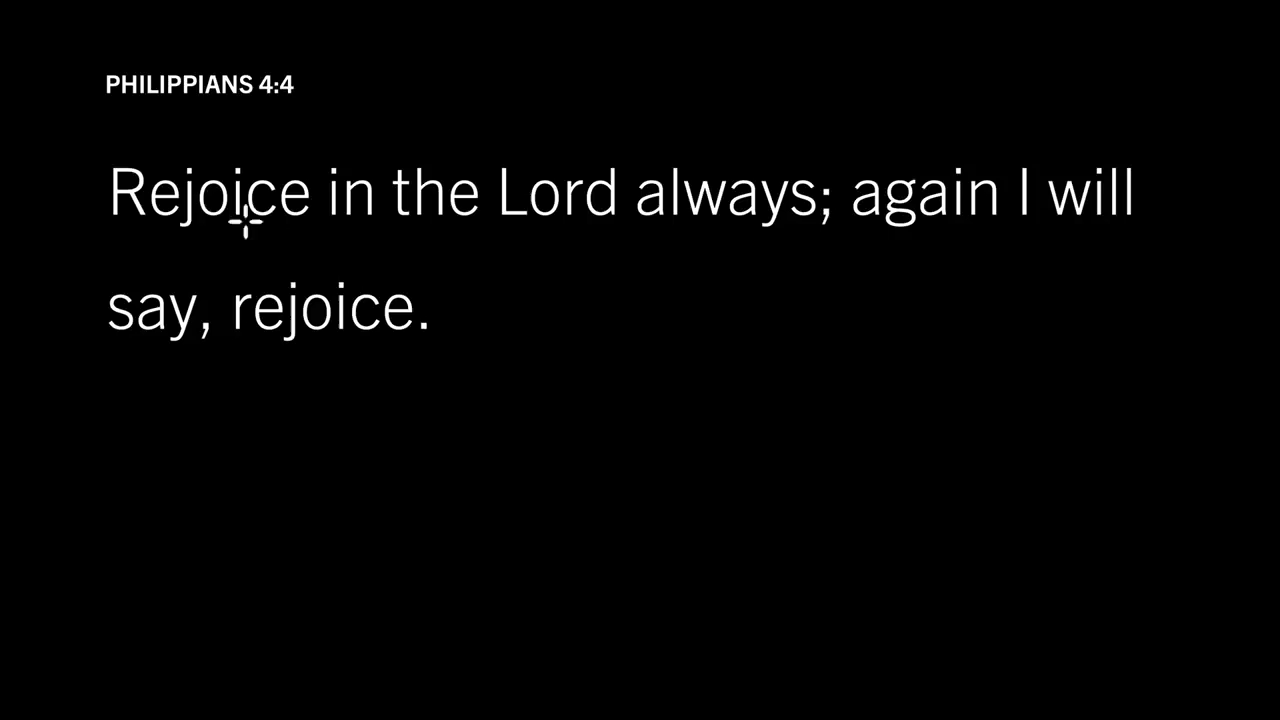 PHILIPPIANS 4:4
Rejoice in the Lord always; again I will
say, rejoice.